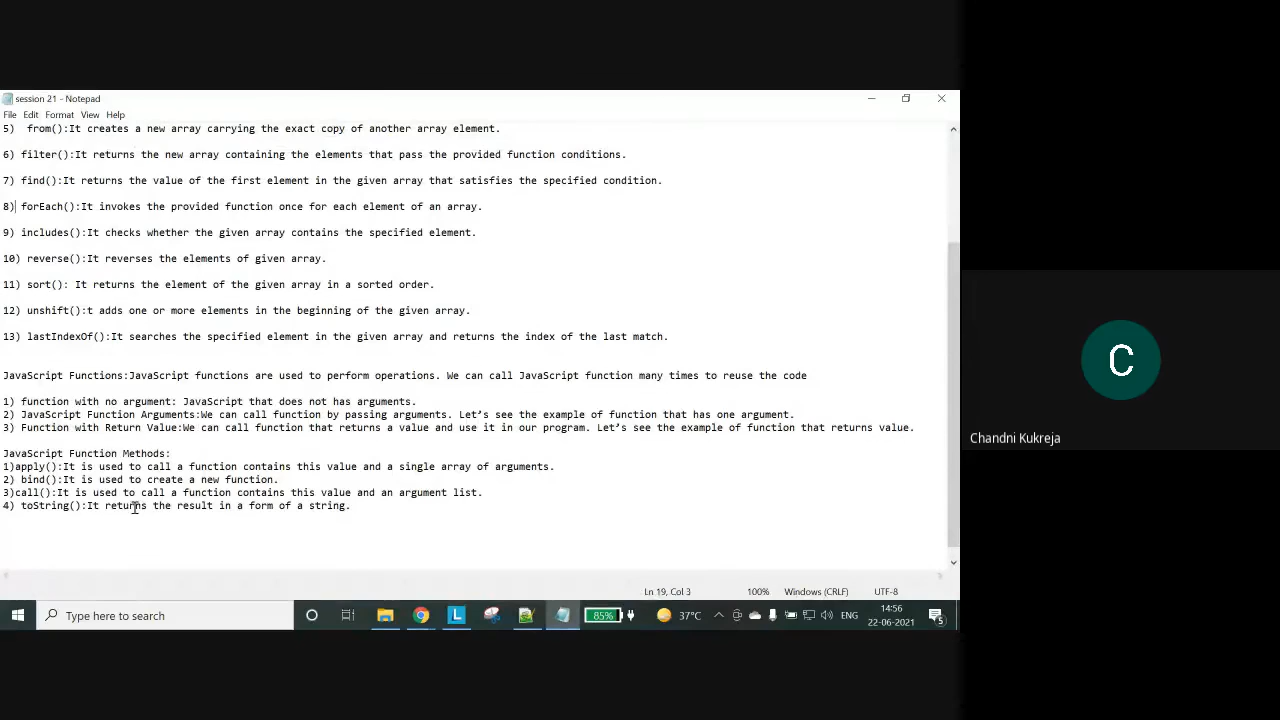 session 21 - Notepad
File Edit Format View Help
5)  from():It creates a new array carrying the exact copy of another array element.
6) filter():It returns the new array containing the elements that pass the provided function conditions.
7) find():It returns the value of the first element in the given array that satisfies the specified condition.
8) forEach():It invokes the provided function once for each element of an array.
9) includes():It checks whether the given array contains the specified element.
10) reverse():It reverses the elements of given array.
11) sort(): It returns the element of the given array in a sorted order.
12) unshift():t adds one or more elements in the beginning of the given array.
13) lastIndexOf():It searches the specified element in the given array and returns the index of the last match.
JavaScript Functions:JavaScript functions are used to perform operations. We can call JavaScript function many times to reuse the code
1) function with no argument: JavaScript that does not has arguments.
2) JavaScript Function Arguments:We can call function by passing arguments. Let’s see the example of function that has one argument.
3) Function with Return Value:We can call function that returns a value and use it in our program. Let’s see the example of function that returns value.
JavaScript Function Methods:
1)apply():It is used to call a function contains this value and a single array of arguments.
2) bind():It is used to create a new function.
3)call():It is used to call a function contains this value and an argument list.
4) toString():It returns the result in a form of a string.
Ln 19, Col 3 100% Windows (CRLF) UTF-8
Type here to search
L
85%
37°C
ENG
14:56
22-06-2021
5
C
Chandni Kukreja